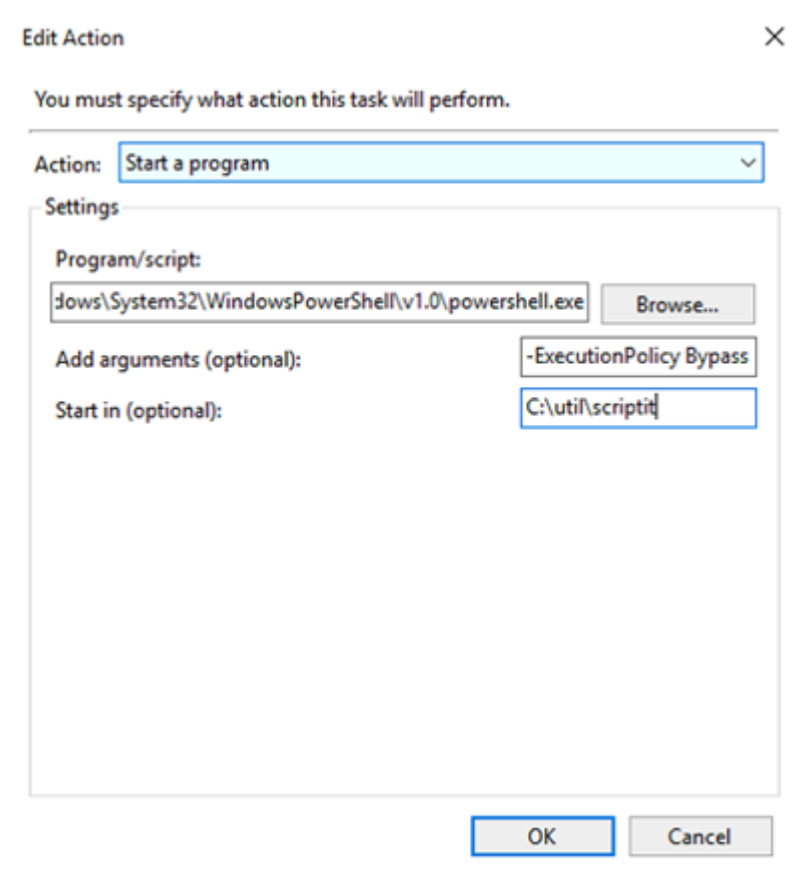 Edit Action
You must specify what action this task will perform.
Action: Start a program
Settings
Program/script:
dows\System32\WindowsPowerShell\v1.0\powershell.exe Browse...
Add arguments (optional): -ExecutionPolicy Bypass
Start in (optional): C:\util\scriptit
OK Cancel